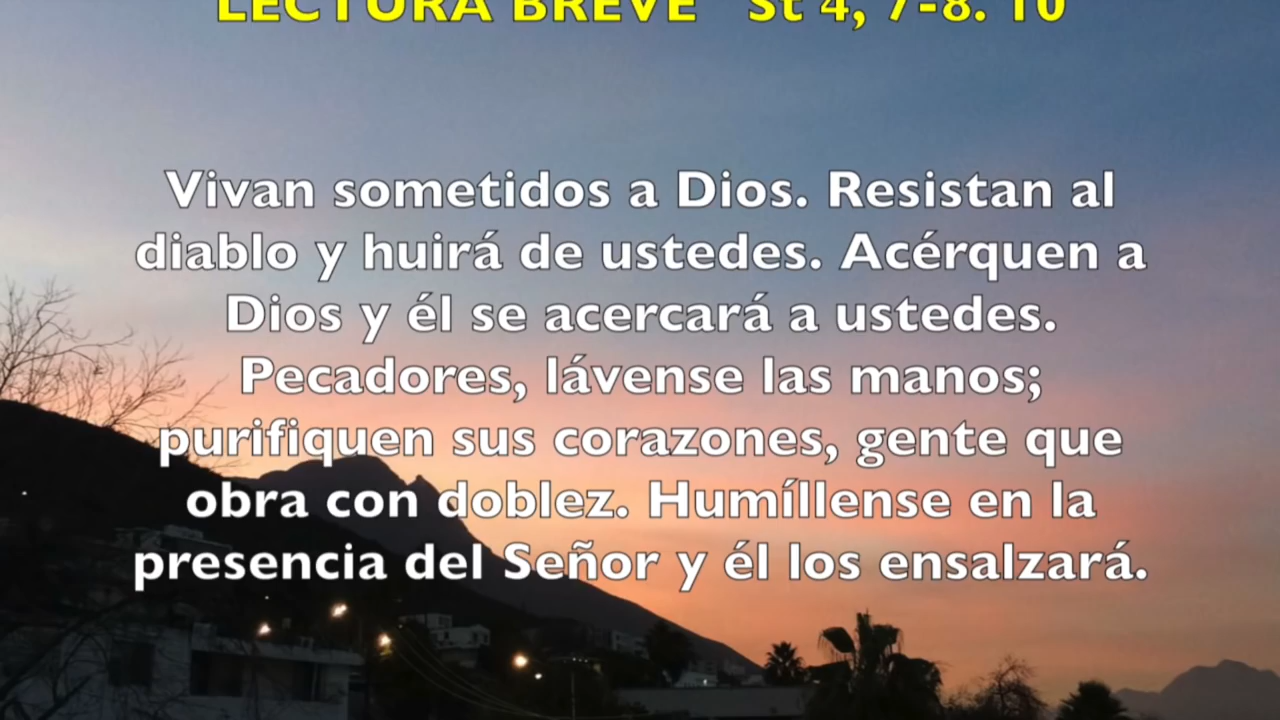 LECTURA BREVE St 4, 7-8. 10
Vivan sometidos a Dios. Resistan al
diablo y huirá de ustedes. Acérquen a
Dios y él se acercará a ustedes.
Pecadores, lávense las manos;
purifiquen sus corazones, gente que
obra con doblez. Humíllense en la
presencia del Señor y él los ensalzará.